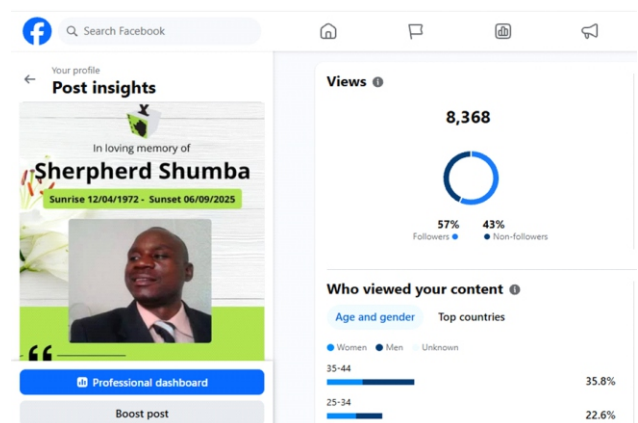 Search Facebook
Your profile
Post insights
In loving memory of
Sherpherd Shumba
Sunrise 12/04/1972 - Sunset 06/09/2025
Professional dashboard
Boost post
Views
8,368
57% 43%
Followers Non-followers
Who viewed your content
Age and gender Top countries
Women Men Unknown
35-44
35.8%
25-34
22.6%